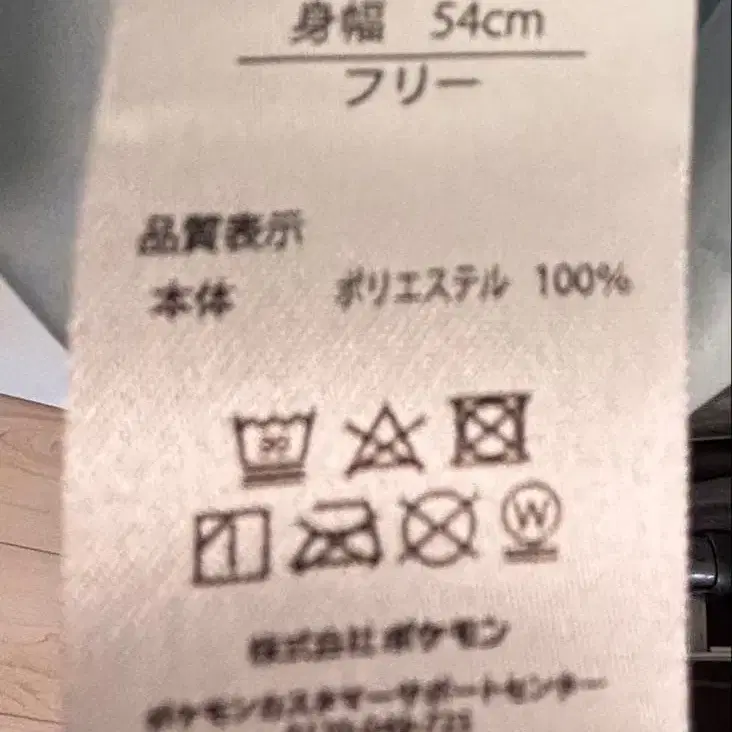 身幅 54cm
フリー
品質表示
本体 ポリエステル 100%
30
W
株式会社ポケモン
ポケモンカスタマーサポートセンター